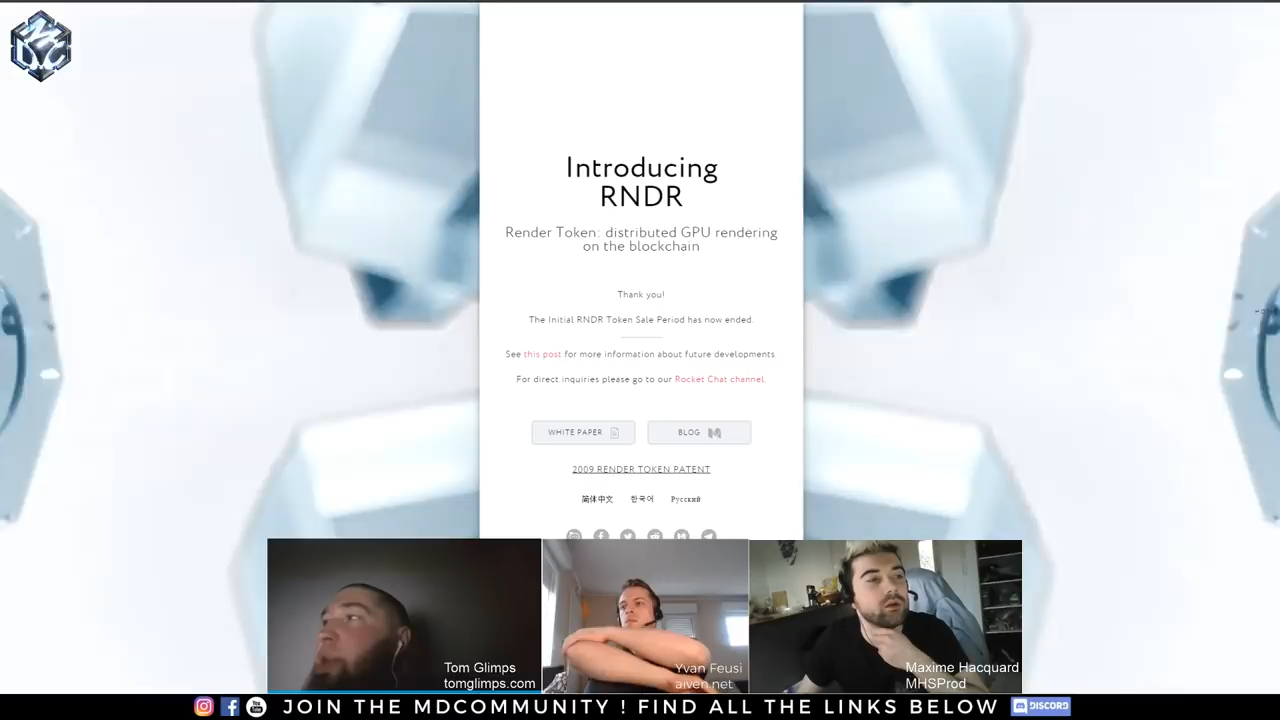 Introducing
RNDR
Render Token: distributed GPU rendering
on the blockchain
Thank you!
The Initial RNDR Token Sale Period has now ended.
See this post for more information about future developments
For direct inquiries please go to our Rocket Chat channel.
WHITE PAPER
BLOG
2009 RENDER TOKEN PATENT
简体中文 한국어 Русский
Tom Glimps
tomglimps.com
Yvan Feusi
aiven.net
Maxime Hacquard
MHSProd
JOIN THE MDCOMMUNITY ! FIND ALL THE LINKS BELOW
DISCORD